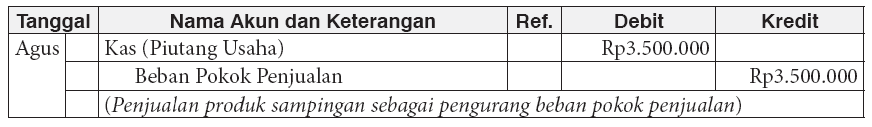 Tanggal Nama Akun dan Keterangan Ref. Debit Kredit
Agus Kas (Piutang Usaha) Rp3.500.000
Beban Pokok Penjualan Rp3.500.000
(Penjualan produk sampingan sebagai pengurang beban pokok penjualan)